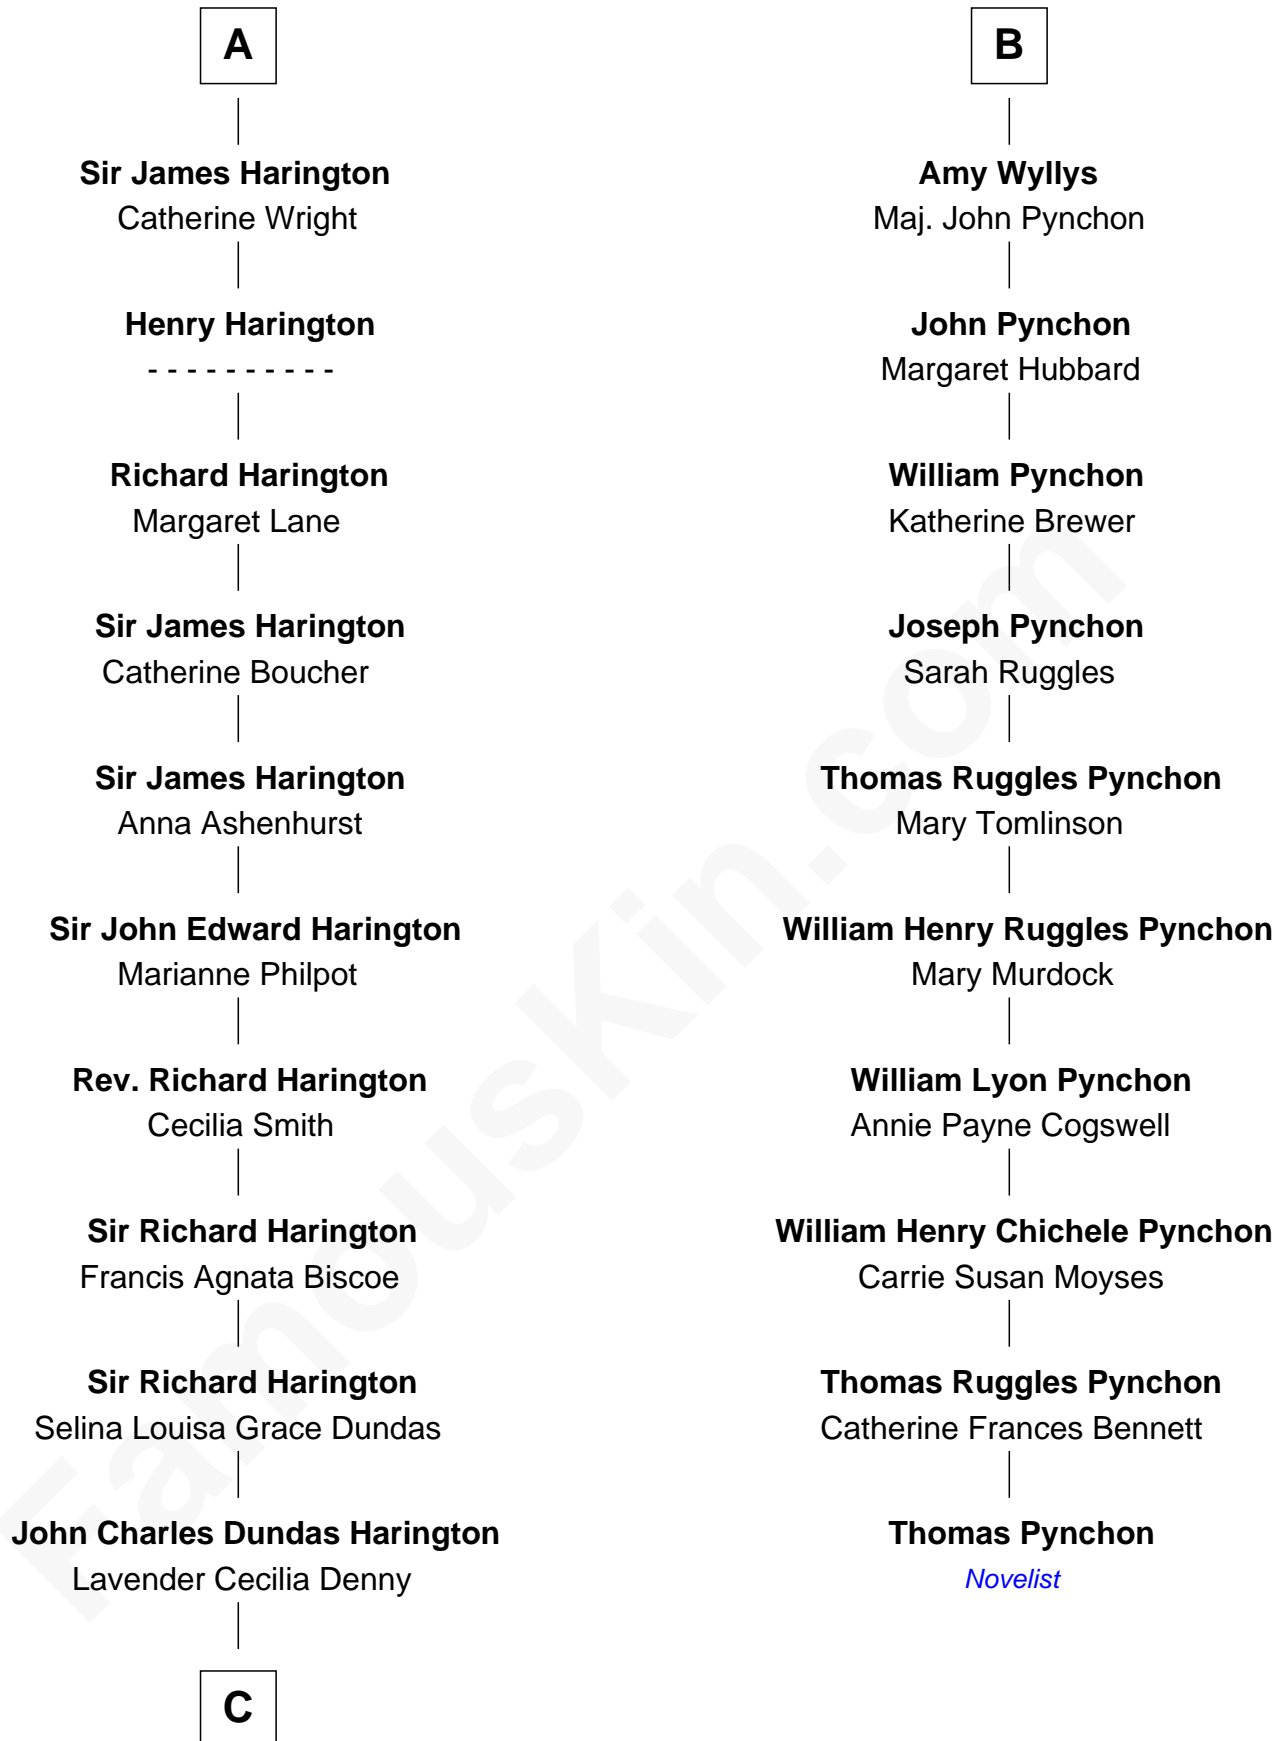 A
Sir James Harington
Catherine Wright
Henry Harington
- - - - - - - - - -
Richard Harington
Margaret Lane
Sir James Harington
Catherine Boucher
Sir James Harington
Anna Ashenhurst
Sir John Edward Harington
Marianne Philpot
Rev. Richard Harington
Cecilia Smith
Sir Richard Harington
Francis Agnata Biscoe
Sir Richard Harington
Selina Louisa Grace Dundas
John Charles Dundas Harington
Lavender Cecilia Denny
C
B
Amy Wyllys
Maj. John Pynchon
John Pynchon
Margaret Hubbard
William Pynchon
Katherine Brewer
Joseph Pynchon
Sarah Ruggles
Thomas Ruggles Pynchon
Mary Tomlinson
William Henry Ruggles Pynchon
Mary Murdock
William Lyon Pynchon
Annie Payne Cogswell
William Henry Chichele Pynchon
Carrie Susan Moyses
Thomas Ruggles Pynchon
Catherine Frances Bennett
Thomas Pynchon
Novelist
FamousKin.com